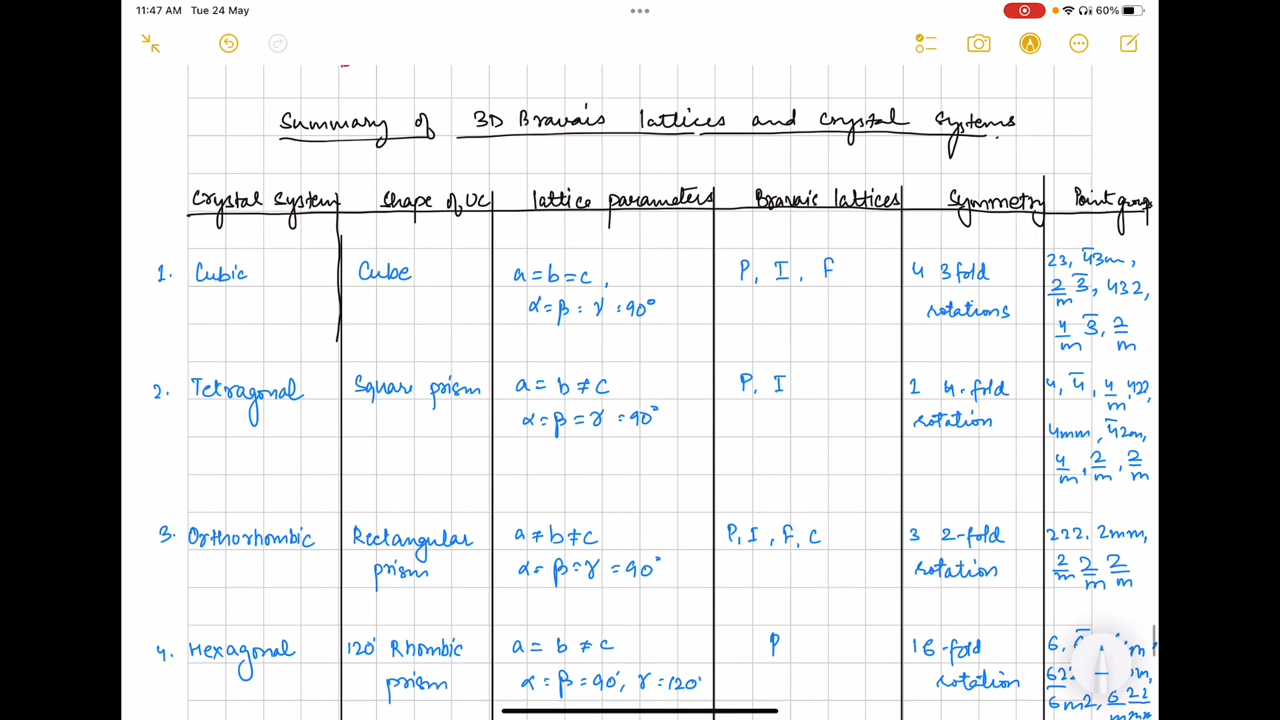 11:47 AM Tue 24 May
60%
Summary of 3D Bravais lattices and crystal systems
Crystal System Shape of UC lattice parameters Bravais lattices Symmetry Point group
1. Cubic Cube a = b = c, P, I, F 4 3 fold 23, 4̄3m,
α = β = γ = 90° rotations 2/m 3̄, 432,
4/m 3̄, 2/m
2. Tetragonal Square prism a = b ≠ c P, I 1 4-fold 4, 4̄, 4/m, 422,
α = β = γ = 90° rotation 4mm, 4̄2m,
4/m, 2/m, 2/m
3. Orthorhombic Rectangular a ≠ b ≠ c P, I, F, C 3 2-fold 222, 2mm,
prism α = β = γ = 90° rotation 2/m 2/m 2/m
4. Hexagonal 120° Rhombic a = b ≠ c P 1 6-fold 6,
prism α = β = 90°, γ = 120° rotation
6̄m2,